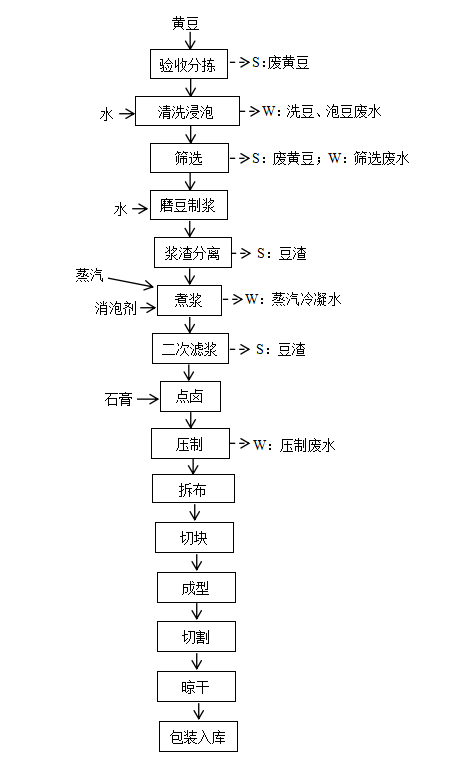 黄豆
验收分拣
S:废黄豆
水
清洗浸泡
W: 洗豆、泡豆废水
筛选
S: 废黄豆; W: 筛选废水
水
磨豆制浆
浆渣分离
S: 豆渣
蒸汽
消泡剂
煮浆
W: 蒸汽冷凝水
二次滤浆
S: 豆渣
石膏
点卤
压制
W: 压制废水
拆布
切块
成型
切割
晾干
包装入库